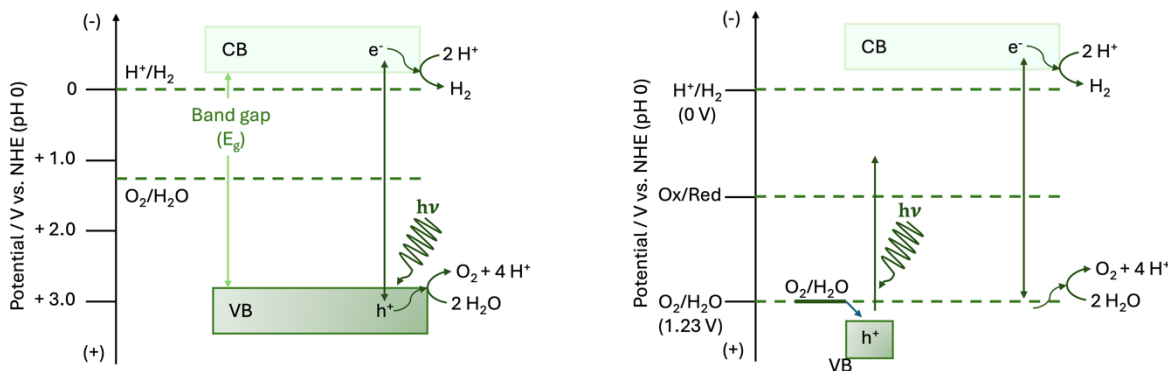 (-)
CB
e⁻
2 H⁺
H₂
H⁺/H₂
0
Band gap
(E_g)
+ 1.0
O₂/H₂O
+ 2.0
hν
O₂ + 4 H⁺
+ 3.0
VB
h⁺
2 H₂O
(+)
Potential / V vs. NHE (pH 0)
(-)
CB
e⁻
2 H⁺
H₂
H⁺/H₂
(0 V)
Ox/Red
hν
O₂/H₂O
O₂ + 4 H⁺
O₂/H₂O
2 H₂O
(1.23 V)
h⁺
VB
(+)
Potential / V vs. NHE (pH 0)